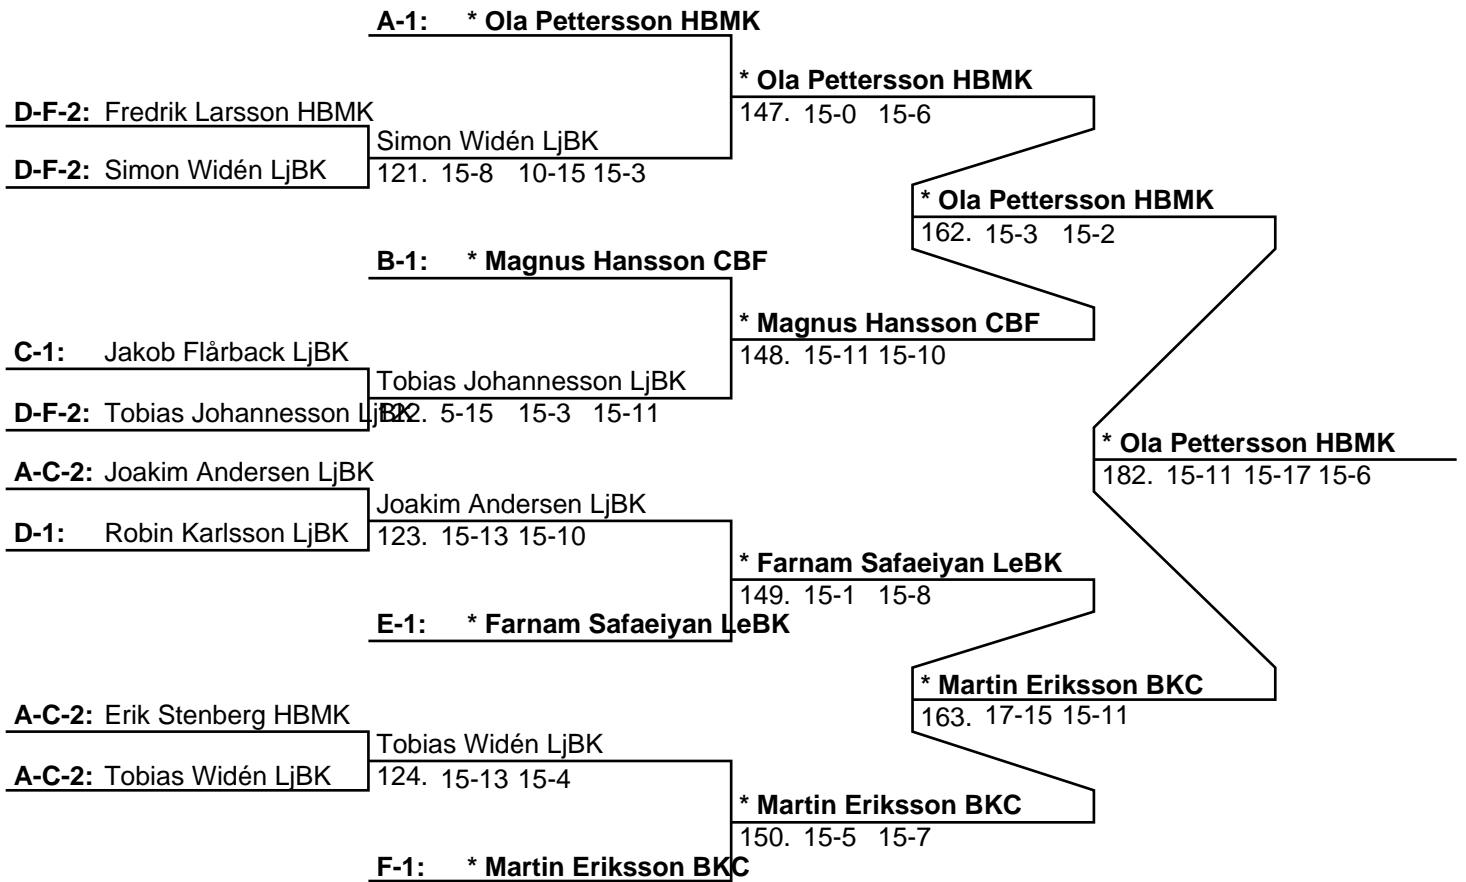 A-1: * Ola Pettersson HBMK
* Ola Pettersson HBMK
D-F-2: Fredrik Larsson HBMK
147. 15-0 15-6
Simon Widén LjBK
D-F-2: Simon Widén LjBK
121. 15-8 10-15 15-3
* Ola Pettersson HBMK
162. 15-3 15-2
B-1: * Magnus Hansson CBF
* Magnus Hansson CBF
C-1: Jakob Flårback LjBK
148. 15-11 15-10
Tobias Johannesson LjBK
D-F-2: Tobias Johannesson LjBK
122. 5-15 15-3 15-11
* Ola Pettersson HBMK
A-C-2: Joakim Andersen LjBK
182. 15-11 15-17 15-6
Joakim Andersen LjBK
D-1: Robin Karlsson LjBK
123. 15-13 15-10
* Farnam Safaeiyan LeBK
149. 15-1 15-8
E-1: * Farnam Safaeiyan LeBK
* Martin Eriksson BKC
A-C-2: Erik Stenberg HBMK
163. 17-15 15-11
Tobias Widén LjBK
A-C-2: Tobias Widén LjBK
124. 15-13 15-4
* Martin Eriksson BKC
150. 15-5 15-7
F-1: * Martin Eriksson BKC